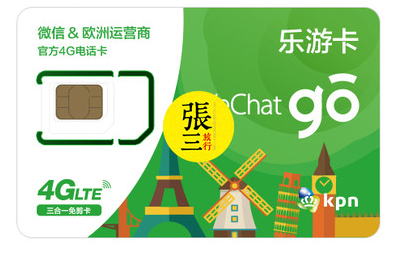 微信 & 欧洲运营商
官方4G电话卡
乐游卡
eChat gō
張三
旅行
4GLTE
三合一免剪卡
kpn